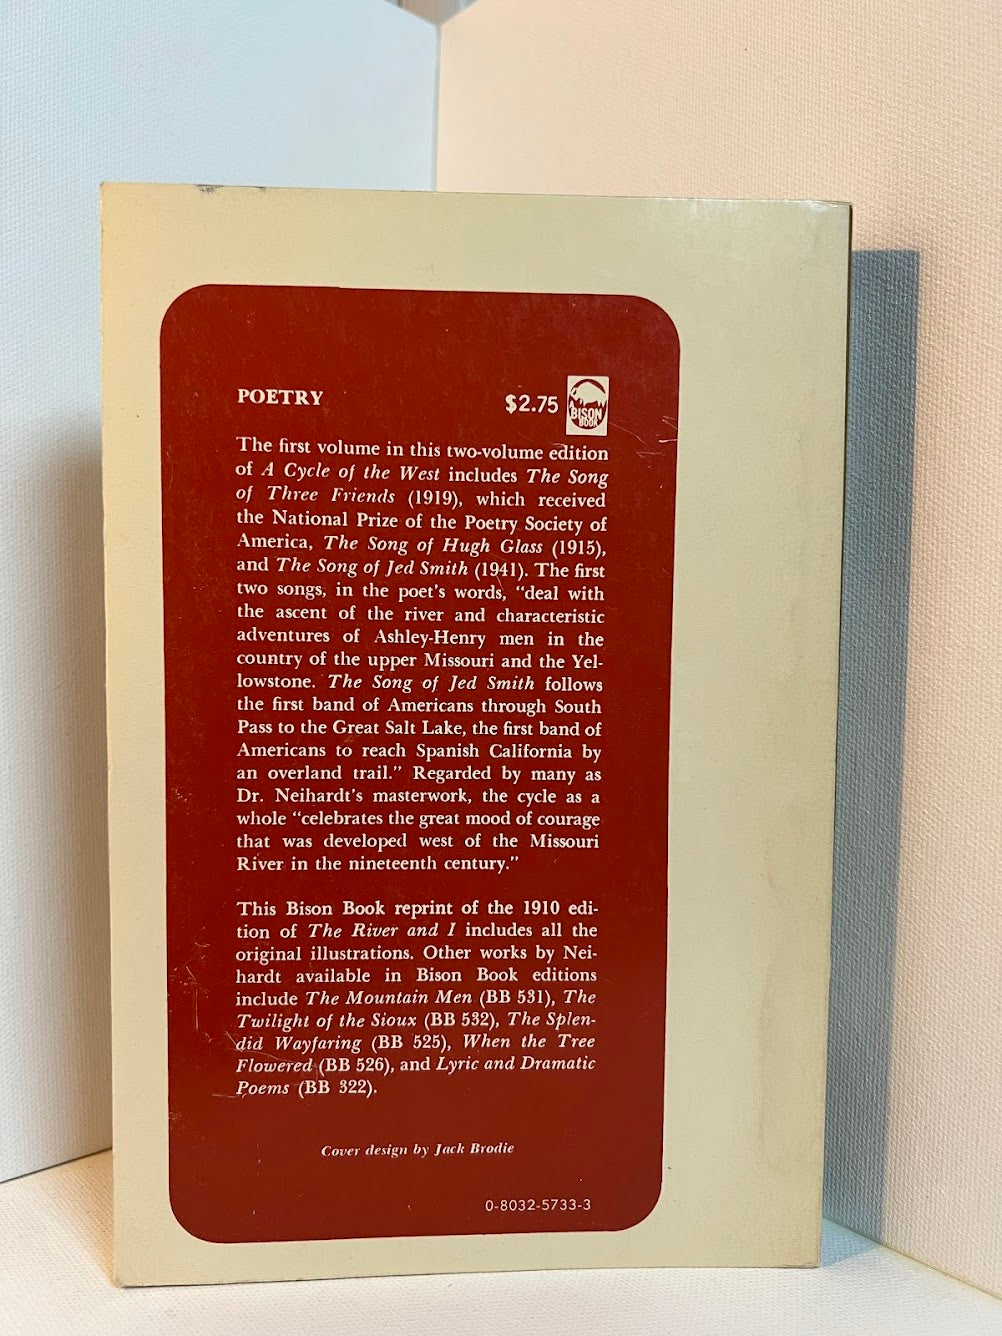 POETRY
$2.75
BISON
BOOK
The first volume in this two-volume edition
of A Cycle of the West includes The Song
of Three Friends (1919), which received
the National Prize of the Poetry Society of
America, The Song of Hugh Glass (1915),
and The Song of Jed Smith (1941). The first
two songs, in the poet's words, "deal with
the ascent of the river and characteristic
adventures of Ashley-Henry men in the
country of the upper Missouri and the Yel-
lowstone. The Song of Jed Smith follows
the first band of Americans through South
Pass to the Great Salt Lake, the first band of
Americans to reach Spanish California by
an overland trail." Regarded by many as
Dr. Neihardt's masterwork, the cycle as a
whole "celebrates the great mood of courage
that was developed west of the Missouri
River in the nineteenth century."
This Bison Book reprint of the 1910 edi-
tion of The River and I includes all the
original illustrations. Other works by Nei-
hardt available in Bison Book editions
include The Mountain Men (BB 531), The
Twilight of the Sioux (BB 532), The Splen-
did Wayfaring (BB 525), When the Tree
Flowered (BB 526), and Lyric and Dramatic
Poems (BB 322).
Cover design by Jack Brodie
0-8032-5733-3